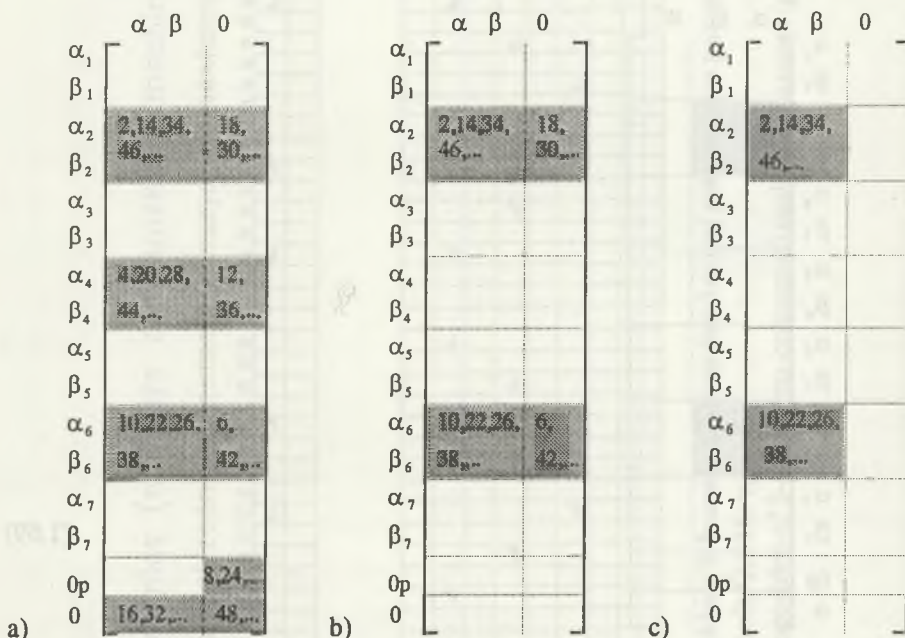 α β 0
α β 0
α β 0
α₁
β₁
α₂ 2,14,34, 18,
β₂ 46,,... 30,,...
α₃
β₃
α₄ 4,20,28, 12,
β₄ 44,,... 36,...
α₅
β₅
α₆ 10,22,26, 6,
β₆ 38,,... 42,,...
α₇
β₇
0p 8,24,...
0 16,32,,... 48,...
a)
α₁
β₁
α₂ 2,14,34, 18,
β₂ 46,,... 30,,...
α₃
β₃
α₄
β₄
α₅
β₅
α₆ 10,22,26, 6,
β₆ 38,,... 42,,...
α₇
β₇
0p
0
b)
α₁
β₁
α₂ 2,14,34,
β₂ 46,,...
α₃
β₃
α₄
β₄
α₅
β₅
α₆ 10,22,26,
β₆ 38,,...
α₇
β₇
0p
0
c)